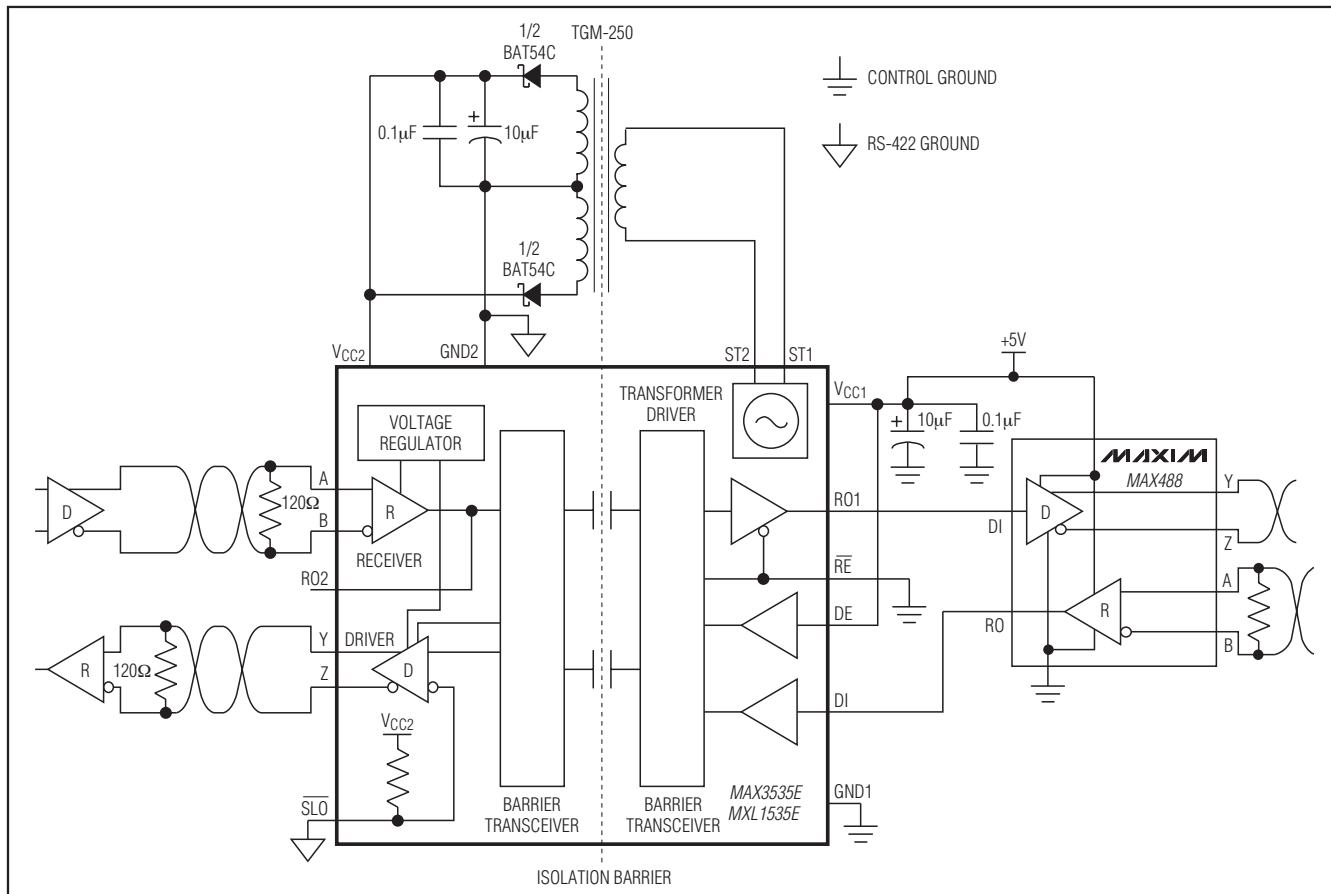 1/2
BAT54C
TGM-250
CONTROL GROUND
0.1µF
+
10µF
RS-422 GROUND
1/2
BAT54C
VCC2
GND2
ST2
ST1
+5V
VCC1
TRANSFORMER
DRIVER
VOLTAGE
REGULATOR
+
10µF
0.1µF
MAXIM
MAX488
A
B
120Ω
D
R
RECEIVER
RO2
RO1
DI
D
Y
Z
RE
A
B
R
RO
DE
Y
Z
DRIVER
D
R
120Ω
DI
VCC2
SLO
BARRIER
TRANSCEIVER
BARRIER
TRANSCEIVER
MAX3535E
MXL1535E
GND1
ISOLATION BARRIER